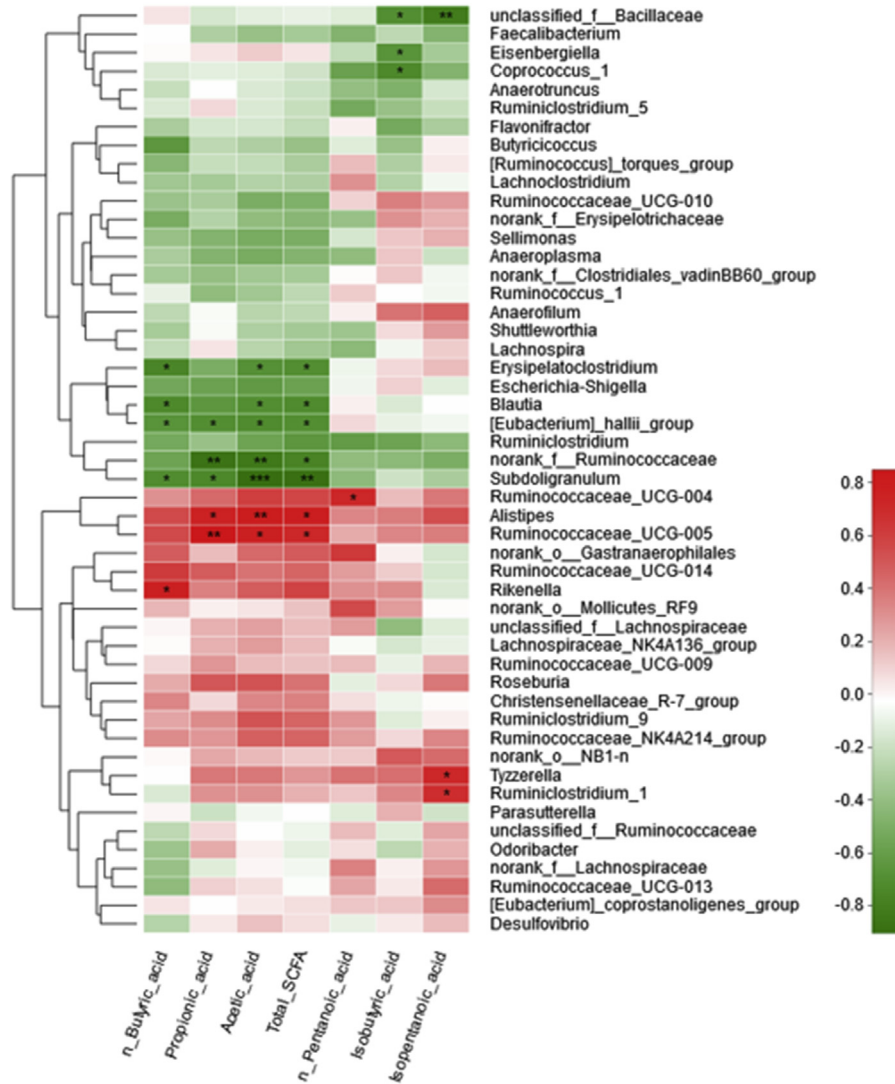 * ** unclassified_f__Bacillaceae
Faecalibacterium
* Eisenbergiella
* Coprococcus_1
Anaerotruncus
Ruminiclostridium_5
Flavonifractor
Butyricicoccus
[Ruminococcus]_torques_group
Lachnoclostridium
Ruminococcaceae_UCG-010
norank_f__Erysipelotrichaceae
Sellimonas
Anaeroplasma
norank_f__Clostridiales_vadinBB60_group
Ruminococcus_1
Anaerofilum
Shuttleworthia
Lachnospira
* * * Erysipelatoclostridium
Escherichia-Shigella
* * * Blautia
* * * * [Eubacterium]_hallii_group
Ruminiclostridium
** ** * norank_f__Ruminococcaceae
* * *** ** Subdoligranulum
* Ruminococcaceae_UCG-004
* ** * Alistipes
** * * Ruminococcaceae_UCG-005
norank_o__Gastranaerophilales
Ruminococcaceae_UCG-014
* Rikenella
norank_o__Mollicutes_RF9
unclassified_f__Lachnospiraceae
Lachnospiraceae_NK4A136_group
Ruminococcaceae_UCG-009
Roseburia
Christensenellaceae_R-7_group
Ruminiclostridium_9
Ruminococcaceae_NK4A214_group
norank_o__NB1-n
* Tyzzerella
* Ruminiclostridium_1
Parasutterella
unclassified_f__Ruminococcaceae
Odoribacter
norank_f__Lachnospiraceae
Ruminococcaceae_UCG-013
[Eubacterium]_coprostanoligenes_group
Desulfovibrio
n_Butyric_acid
Propionic_acid
Acetic_acid
Total_SCFA
n_Pentanoic_acid
Isobutyric_acid
Isopentanoic_acid
0.8
0.6
0.4
0.2
0.0
-0.2
-0.4
-0.6
-0.8